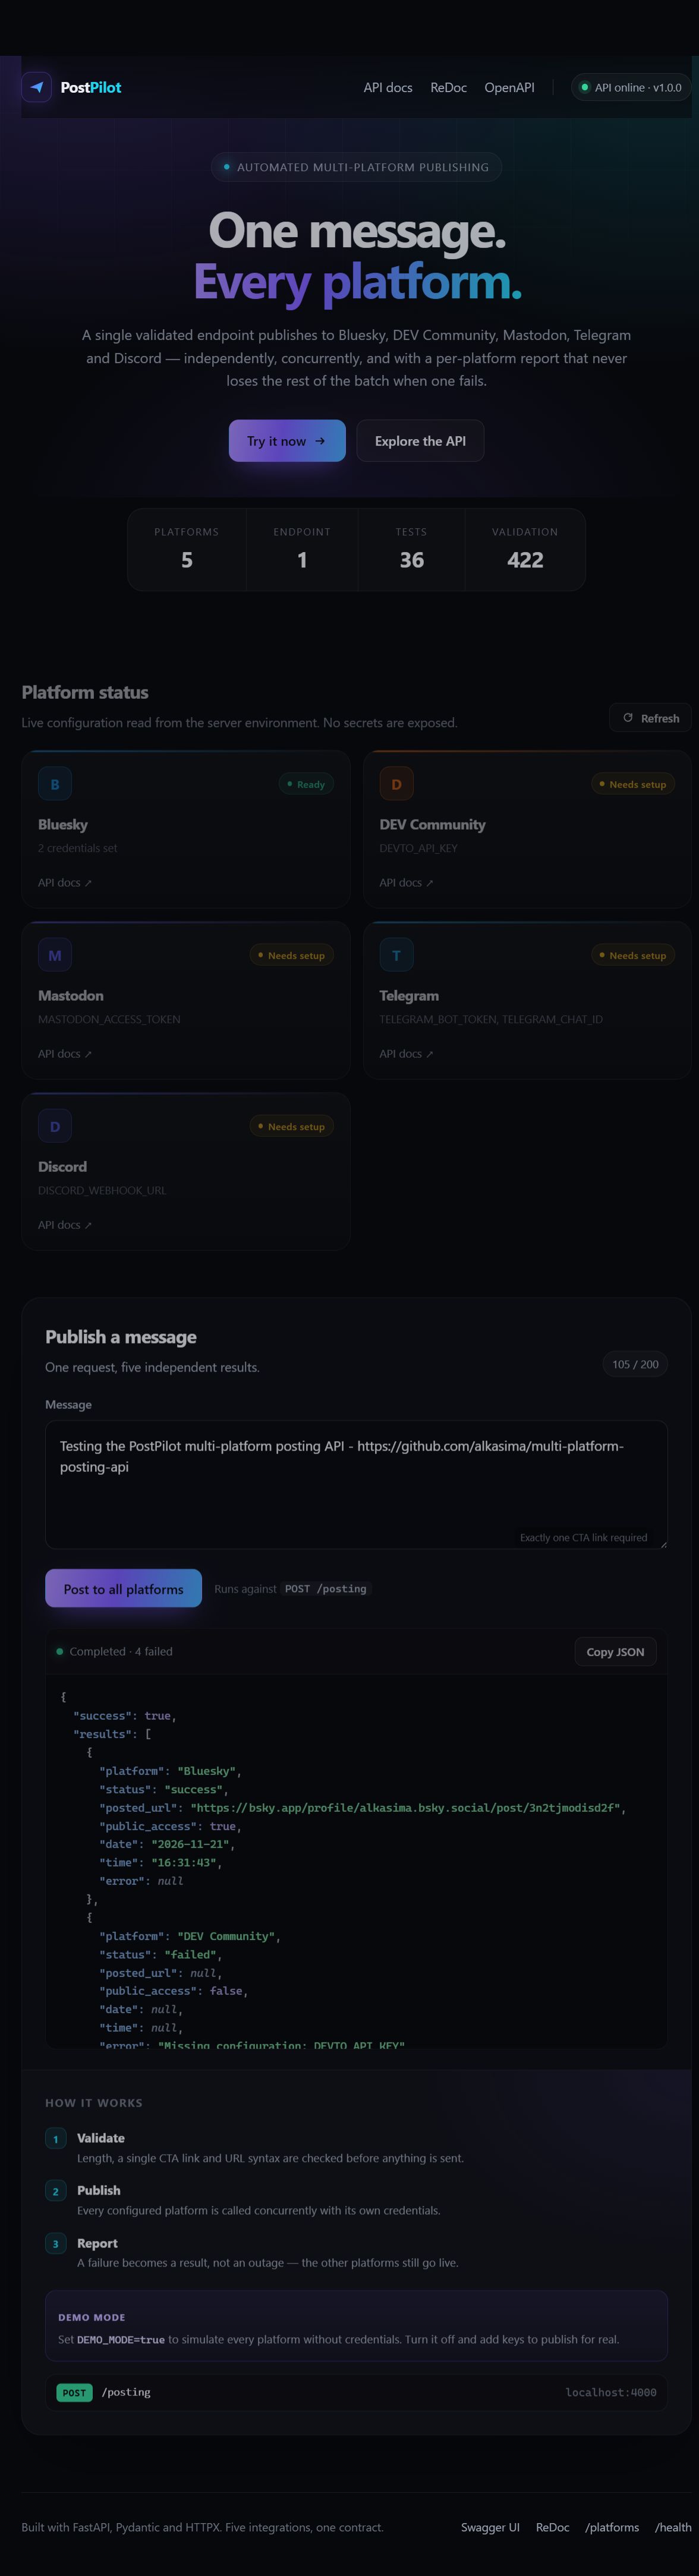 PostPilot
API docs ReDoc OpenAPI API online · v1.0.0
AUTOMATED MULTI-PLATFORM PUBLISHING
One message.
Every platform.
A single validated endpoint publishes to Bluesky, DEV Community, Mastodon, Telegram
and Discord — independently, concurrently, and with a per-platform report that never
loses the rest of the batch when one fails.
Try it now → Explore the API
PLATFORMS ENDPOINT TESTS VALIDATION
5 1 36 422
Platform status
Live configuration read from the server environment. No secrets are exposed.
Refresh
B Ready
Bluesky
2 credentials set
API docs ↗
D Needs setup
DEV Community
DEVTO_API_KEY
API docs ↗
M Needs setup
Mastodon
MASTODON_ACCESS_TOKEN
API docs ↗
T Needs setup
Telegram
TELEGRAM_BOT_TOKEN, TELEGRAM_CHAT_ID
API docs ↗
D Needs setup
Discord
DISCORD_WEBHOOK_URL
API docs ↗
Publish a message
One request, five independent results.
105 / 200
Message
Testing the PostPilot multi-platform posting API - https://github.com/alkasima/multi-platform-
posting-api
Exactly one CTA link required
Post to all platforms Runs against POST /posting
Completed · 4 failed Copy JSON
{
"success": true,
"results": [
{
"platform": "Bluesky",
"status": "success",
"posted_url": "https://bsky.app/profile/alkasima.bsky.social/post/3n2tjmodisd2f",
"public_access": true,
"date": "2026-11-21",
"time": "16:31:43",
"error": null
},
{
"platform": "DEV Community",
"status": "failed",
"posted_url": null,
"public_access": false,
"date": null,
"time": null,
"error": "Missing configuration: DEVTO_API_KEY"
HOW IT WORKS
1 Validate
Length, a single CTA link and URL syntax are checked before anything is sent.
2 Publish
Every configured platform is called concurrently with its own credentials.
3 Report
A failure becomes a result, not an outage — the other platforms still go live.
DEMO MODE
Set DEMO_MODE=true to simulate every platform without credentials. Turn it off and add keys to publish for real.
POST /posting localhost:4000
Built with FastAPI, Pydantic and HTTPX. Five integrations, one contract.
Swagger UI ReDoc /platforms /health